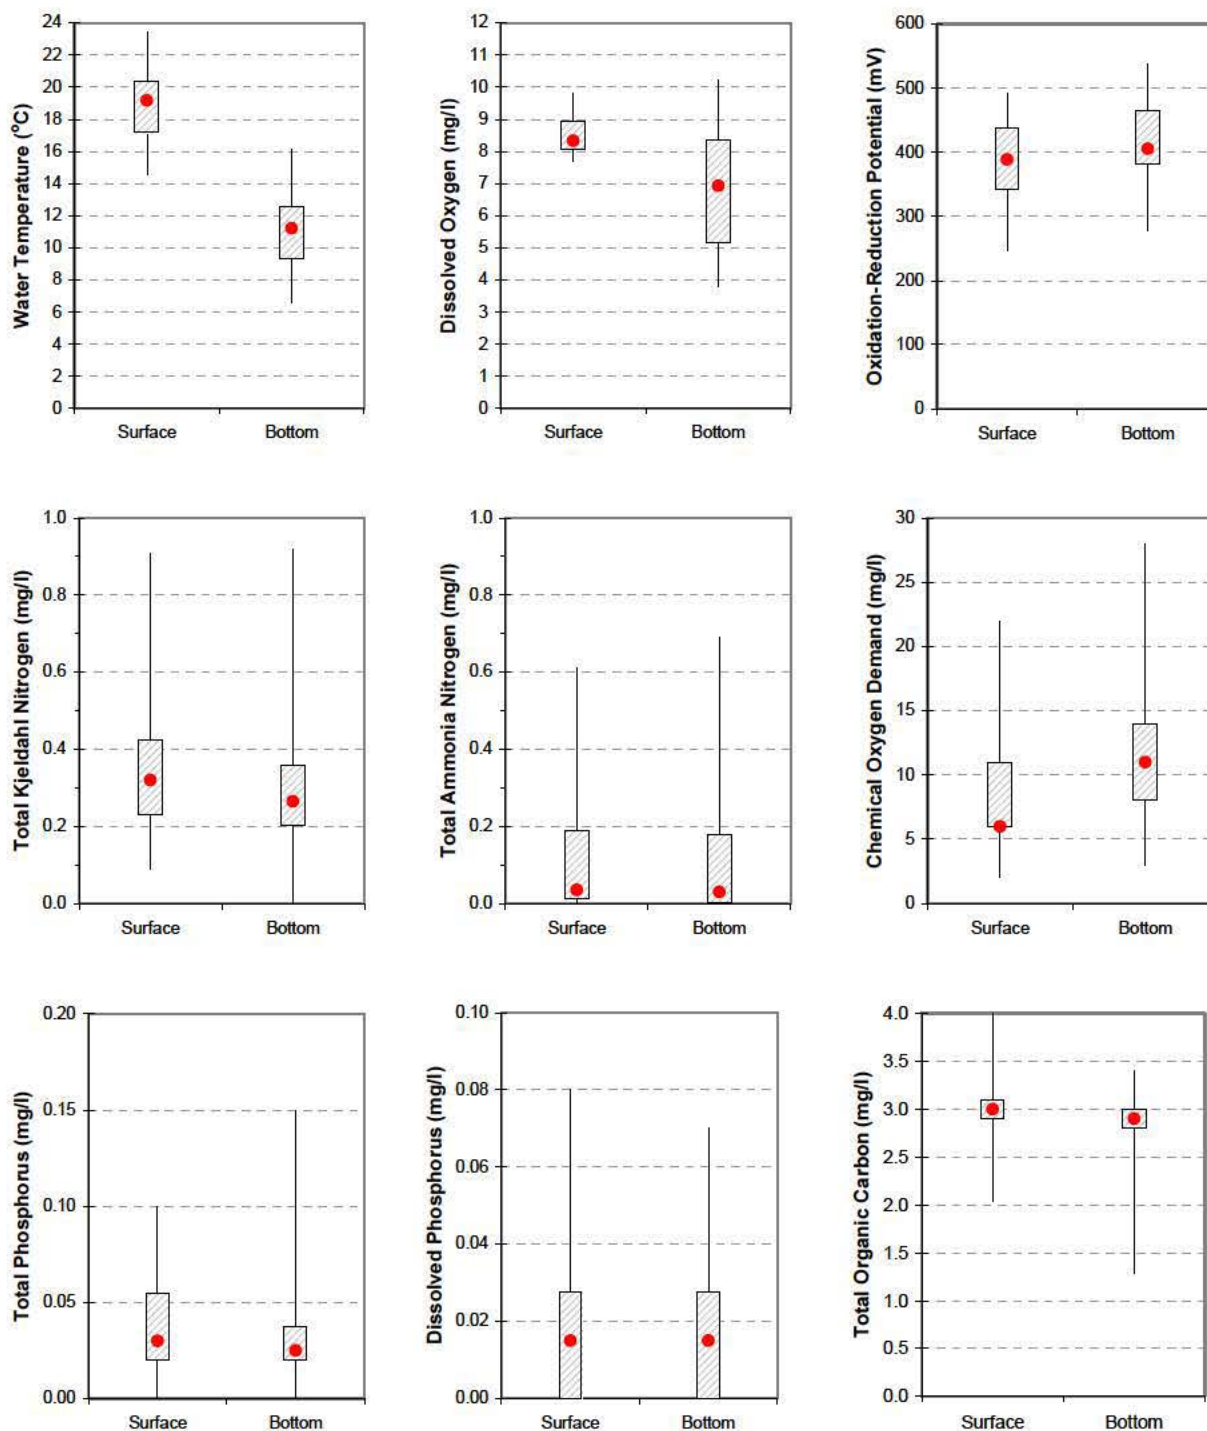 Water Temperature (°C)
24
22
20
18
16
14
12
10
8
6
4
2
0
Surface
Bottom
Dissolved Oxygen (mg/l)
12
11
10
9
8
7
6
5
4
3
2
1
0
Surface
Bottom
Oxidation-Reduction Potential (mV)
600
500
400
300
200
100
0
Surface
Bottom
Total Kjeldahl Nitrogen (mg/l)
1.0
0.8
0.6
0.4
0.2
0.0
Surface
Bottom
Total Ammonia Nitrogen (mg/l)
1.0
0.8
0.6
0.4
0.2
0.0
Surface
Bottom
Chemical Oxygen Demand (mg/l)
30
25
20
15
10
5
0
Surface
Bottom
Total Phosphorus (mg/l)
0.20
0.15
0.10
0.05
0.00
Surface
Bottom
Dissolved Phosphorus (mg/l)
0.10
0.08
0.06
0.04
0.02
0.00
Surface
Bottom
Total Organic Carbon (mg/l)
4.0
3.5
3.0
2.5
2.0
1.5
1.0
0.5
0.0
Surface
Bottom